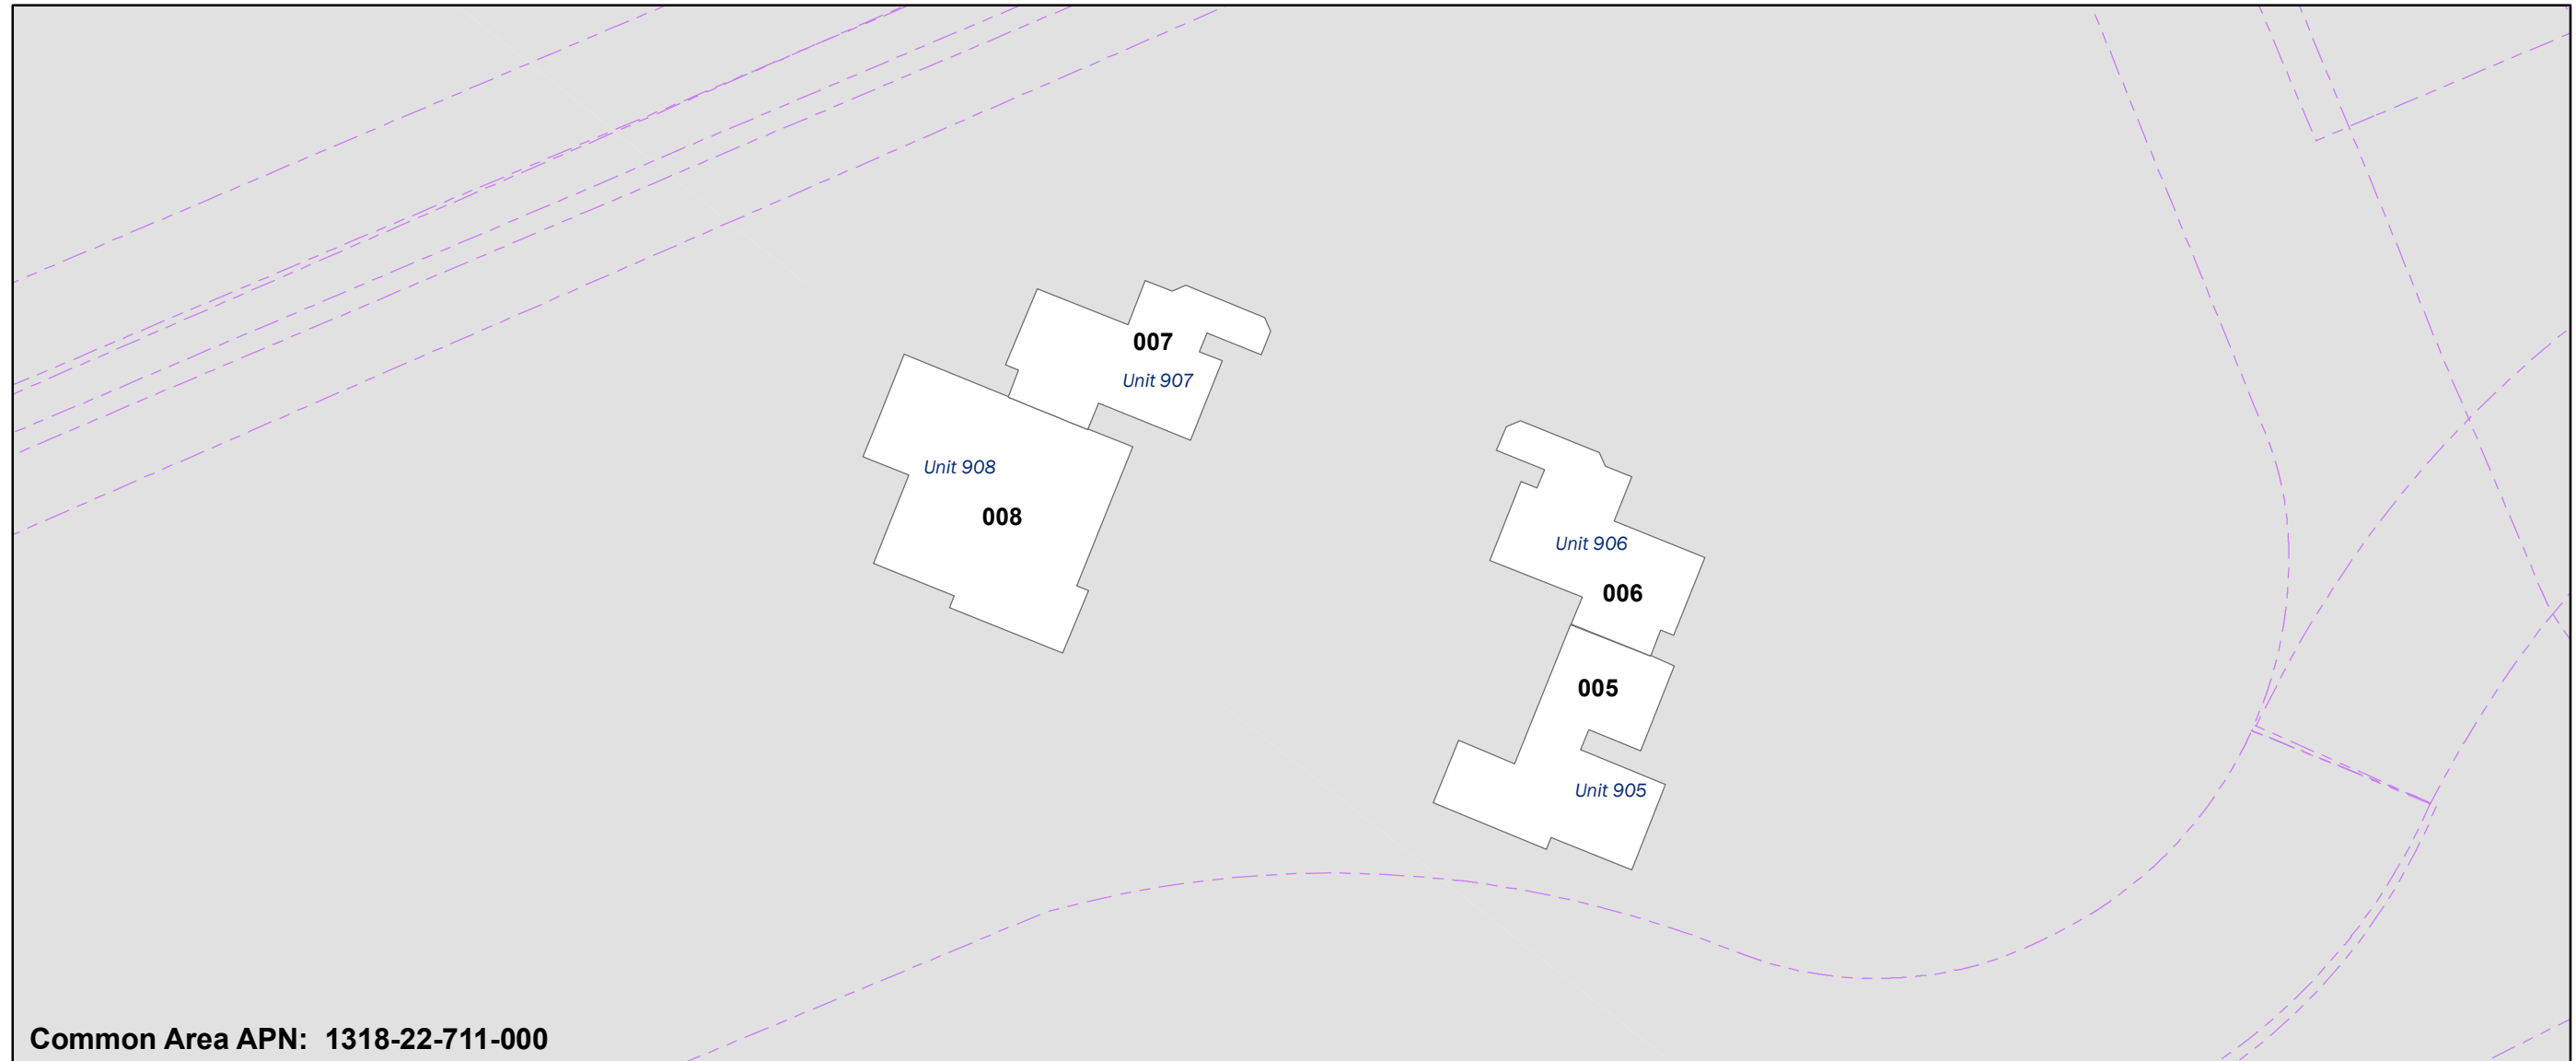 007
Unit 907
Unit 908
008
Unit 906
006
005
Unit 905
Common Area APN: 1318-22-711-000